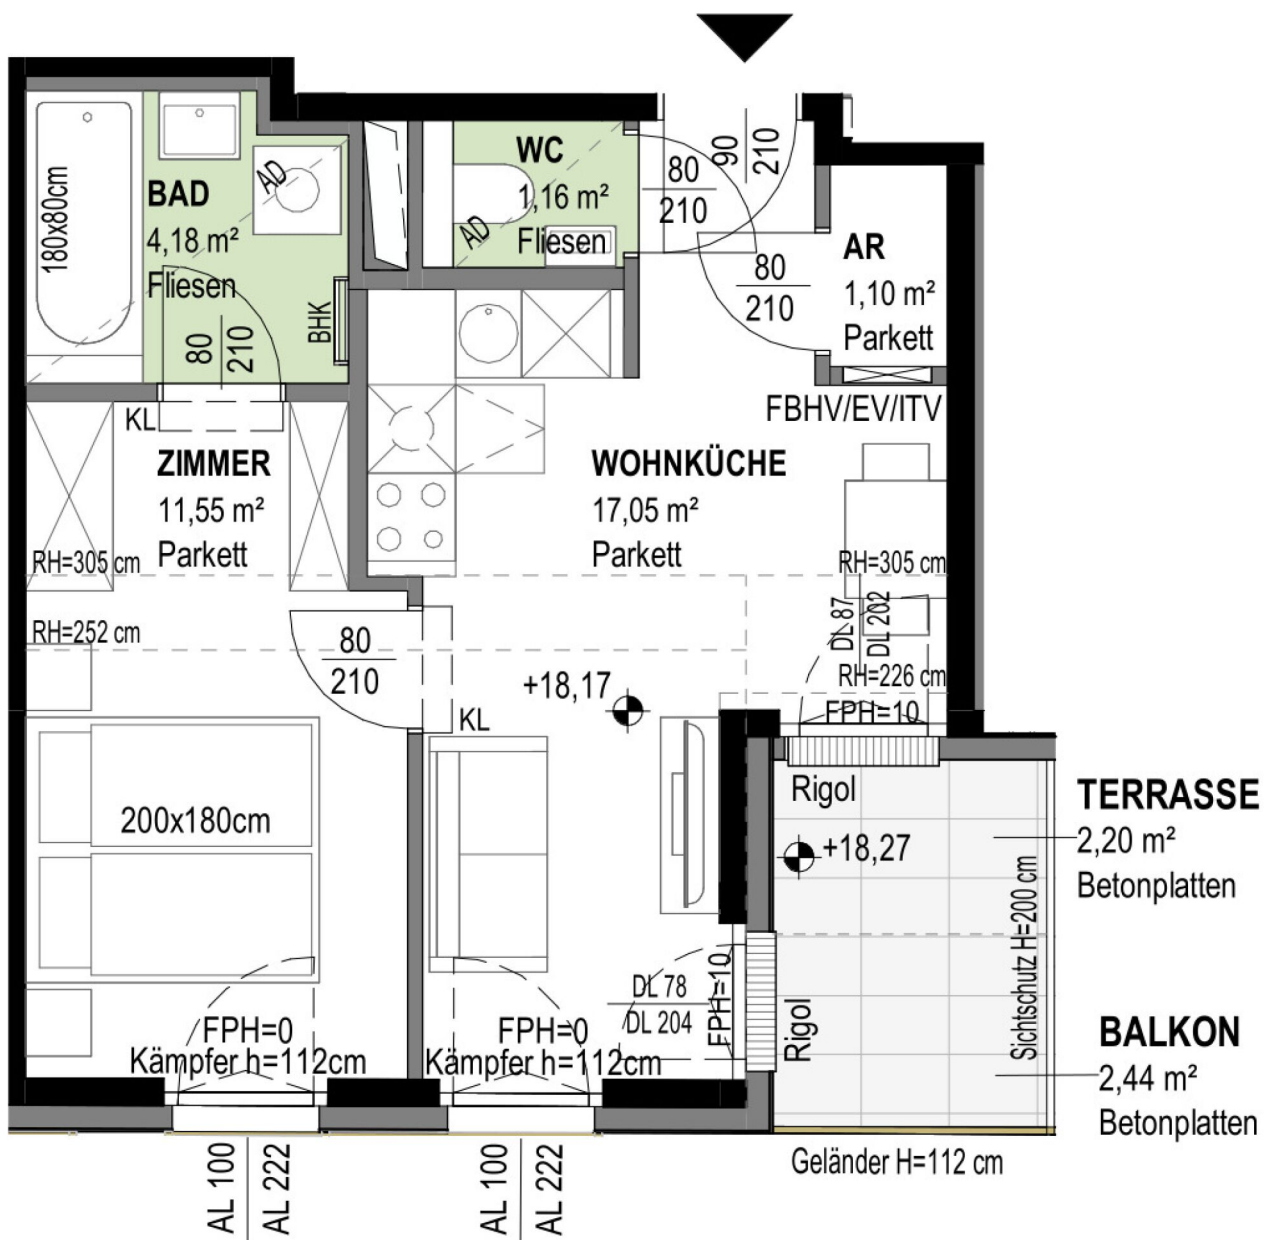 180x80cm
BAD
4,18 m²
Fliesen
AD
80
210
BHK
WC
1,16 m²
Fliesen
AD
80
210
90
210
AR
1,10 m²
Parkett
80
210
FBHV/EV/ITV
KL
ZIMMER
11,55 m²
Parkett
WOHNKÜCHE
17,05 m²
Parkett
RH=305 cm
RH=305 cm
RH=252 cm
DL 87
DL 202
RH=226 cm
FPH=10
80
210
KL
+18,17
200x180cm
Rigol
+18,27
TERRASSE
2,20 m²
Betonplatten
Sichtschutz H=200 cm
DL 78
DL 204
FPH=10
Rigol
FPH=0
Kämpfer h=112cm
FPH=0
Kämpfer h=112cm
BALKON
2,44 m²
Betonplatten
Geländer H=112 cm
AL 100
AL 222
AL 100
AL 222